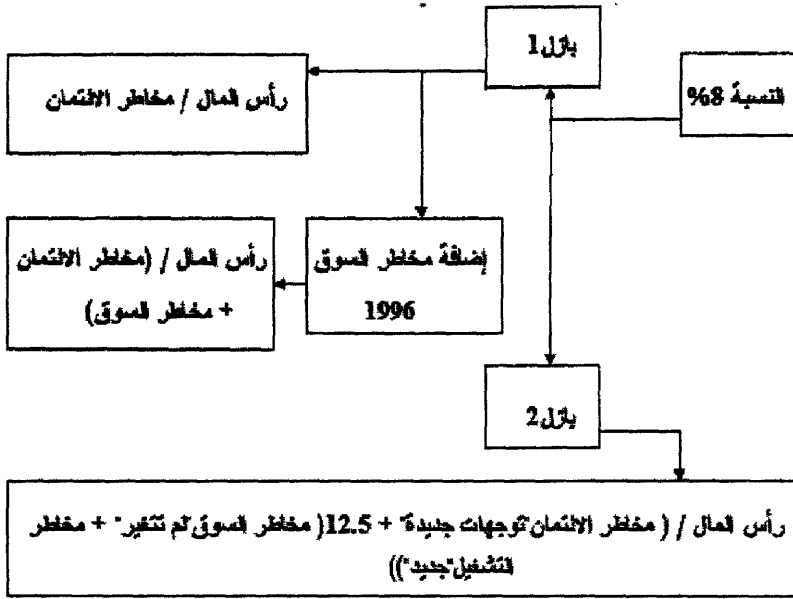 بازل1
النسبة 8%
رأس المال / مخاطر الائتمان
إضافة مخاطر السوق
1996
رأس المال / (مخاطر الائتمان
+ مخاطر السوق)
بازل2
رأس المال / ( مخاطر الائتمان"توجهات جديدة" + 12.5( مخاطر السوق"لم تتغير" + مخاطر
التشغيل"جديد"))